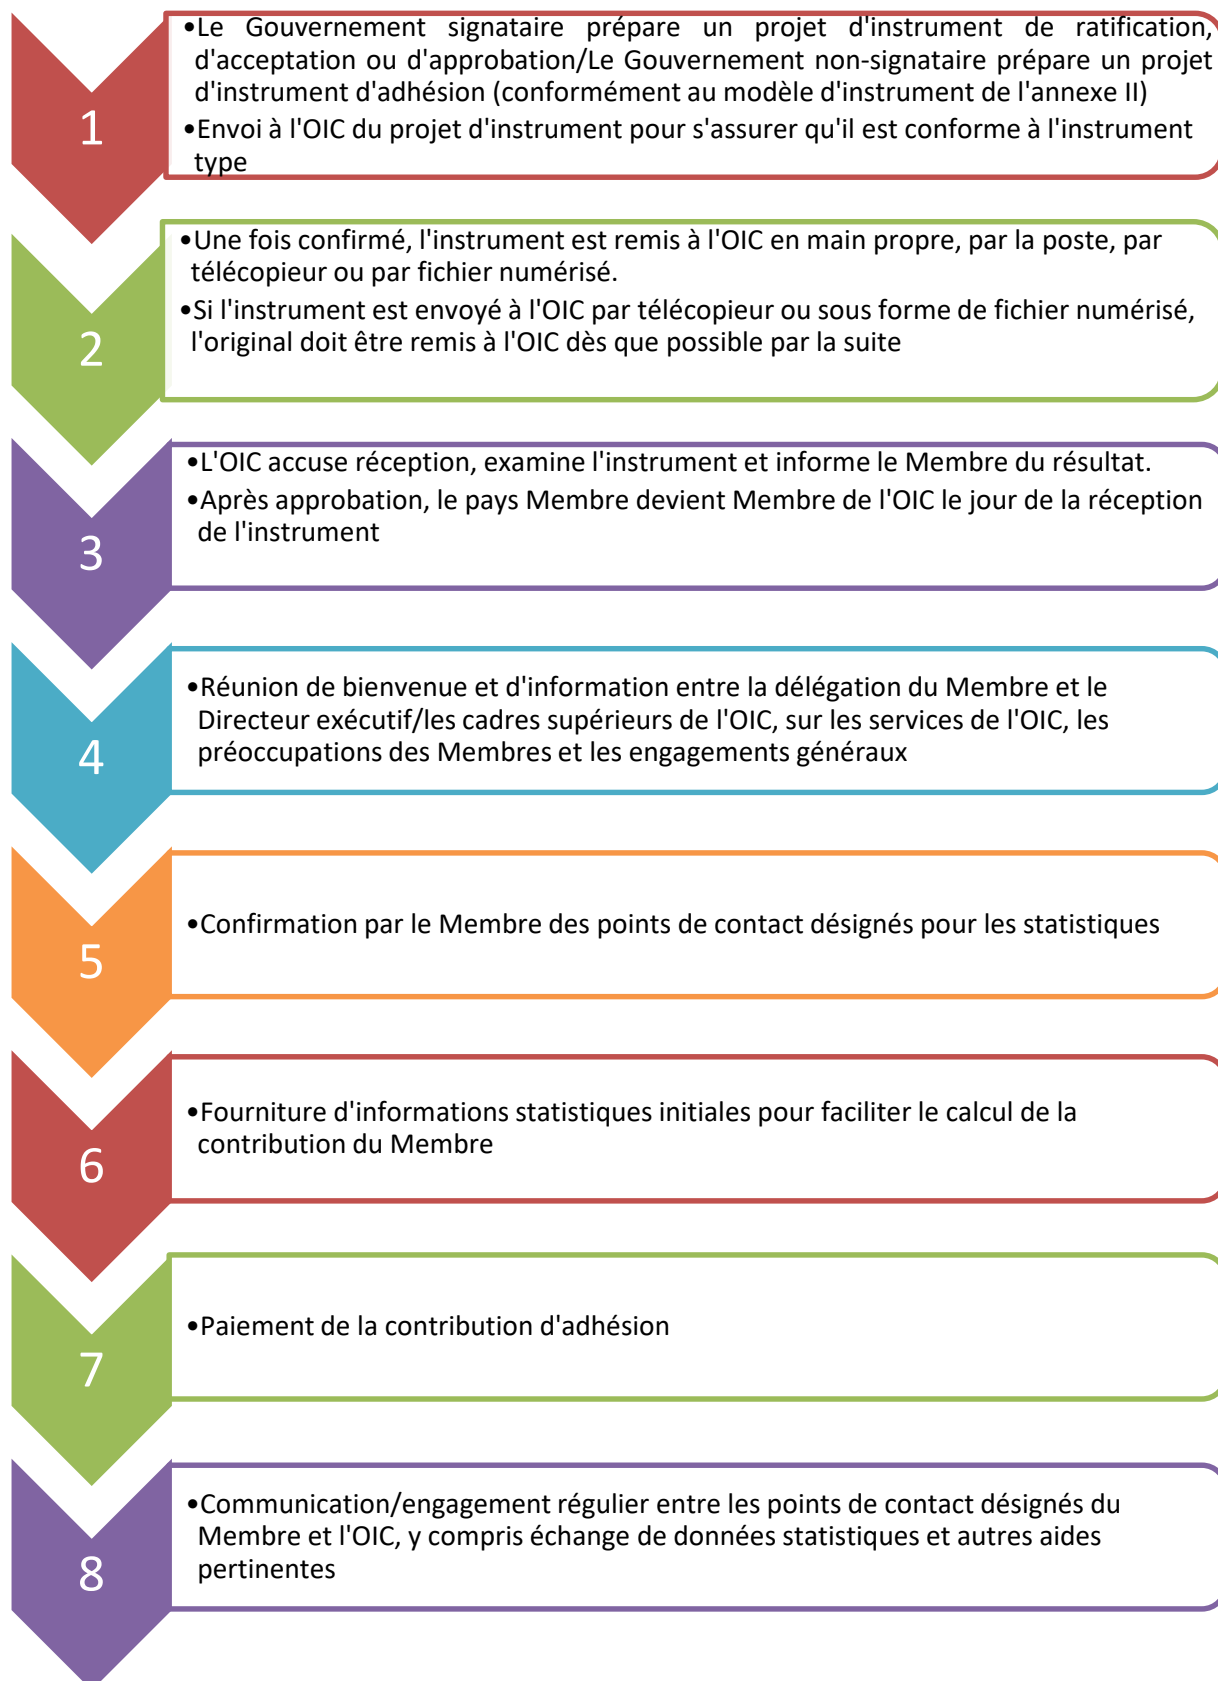 1
•Le Gouvernement signataire prépare un projet d'instrument de ratification,
d'acceptation ou d'approbation/Le Gouvernement non-signataire prépare un projet
d'instrument d'adhésion (conformément au modèle d'instrument de l'annexe II)
•Envoi à l'OIC du projet d'instrument pour s'assurer qu'il est conforme à l'instrument
type
2
•Une fois confirmé, l'instrument est remis à l'OIC en main propre, par la poste, par
télécopieur ou par fichier numérisé.
•Si l'instrument est envoyé à l'OIC par télécopieur ou sous forme de fichier numérisé,
l'original doit être remis à l'OIC dès que possible par la suite
3
•L'OIC accuse réception, examine l'instrument et informe le Membre du résultat.
•Après approbation, le pays Membre devient Membre de l'OIC le jour de la réception
de l'instrument
4
•Réunion de bienvenue et d'information entre la délégation du Membre et le
Directeur exécutif/les cadres supérieurs de l'OIC, sur les services de l'OIC, les
préoccupations des Membres et les engagements généraux
5
•Confirmation par le Membre des points de contact désignés pour les statistiques
6
•Fourniture d'informations statistiques initiales pour faciliter le calcul de la
contribution du Membre
7
•Paiement de la contribution d'adhésion
8
•Communication/engagement régulier entre les points de contact désignés du
Membre et l'OIC, y compris échange de données statistiques et autres aides
pertinentes